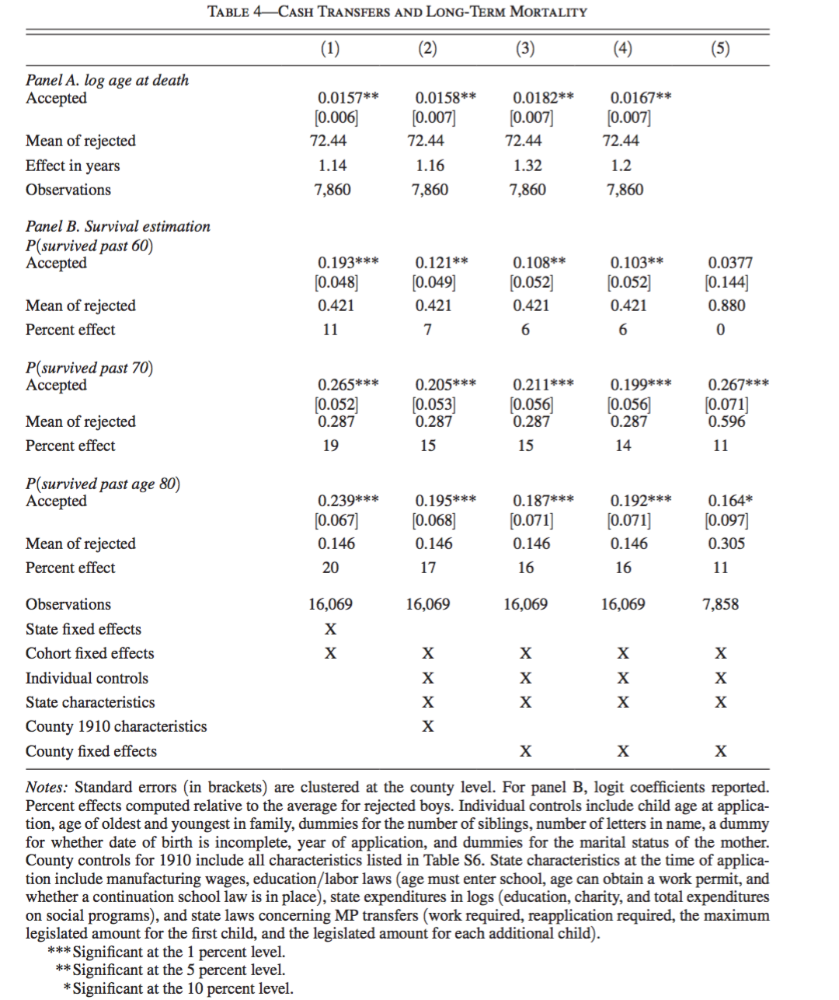 TABLE 4—CASH TRANSFERS AND LONG-TERM MORTALITY
(1) (2) (3) (4) (5)
Panel A. log age at death
Accepted 0.0157** 0.0158** 0.0182** 0.0167**
[0.006] [0.007] [0.007] [0.007]
Mean of rejected 72.44 72.44 72.44 72.44
Effect in years 1.14 1.16 1.32 1.2
Observations 7,860 7,860 7,860 7,860
Panel B. Survival estimation
P(survived past 60)
Accepted 0.193*** 0.121** 0.108** 0.103** 0.0377
[0.048] [0.049] [0.052] [0.052] [0.144]
Mean of rejected 0.421 0.421 0.421 0.421 0.880
Percent effect 11 7 6 6 0
P(survived past 70)
Accepted 0.265*** 0.205*** 0.211*** 0.199*** 0.267***
[0.052] [0.053] [0.056] [0.056] [0.071]
Mean of rejected 0.287 0.287 0.287 0.287 0.596
Percent effect 19 15 15 14 11
P(survived past age 80)
Accepted 0.239*** 0.195*** 0.187*** 0.192*** 0.164*
[0.067] [0.068] [0.071] [0.071] [0.097]
Mean of rejected 0.146 0.146 0.146 0.146 0.305
Percent effect 20 17 16 16 11
Observations 16,069 16,069 16,069 16,069 7,858
State fixed effects X
Cohort fixed effects X X X X X
Individual controls X X X X
State characteristics X X X X
County 1910 characteristics X
County fixed effects X X X
Notes: Standard errors (in brackets) are clustered at the county level. For panel B, logit coefficients reported.
Percent effects computed relative to the average for rejected boys. Individual controls include child age at applica-
tion, age of oldest and youngest in family, dummies for the number of siblings, number of letters in name, a dummy
for whether date of birth is incomplete, year of application, and dummies for the marital status of the mother.
County controls for 1910 include all characteristics listed in Table S6. State characteristics at the time of applica-
tion include manufacturing wages, education/labor laws (age must enter school, age can obtain a work permit, and
whether a continuation school law is in place), state expenditures in logs (education, charity, and total expenditures
on social programs), and state laws concerning MP transfers (work required, reapplication required, the maximum
legislated amount for the first child, and the legislated amount for each additional child).
***Significant at the 1 percent level.
**Significant at the 5 percent level.
*Significant at the 10 percent level.